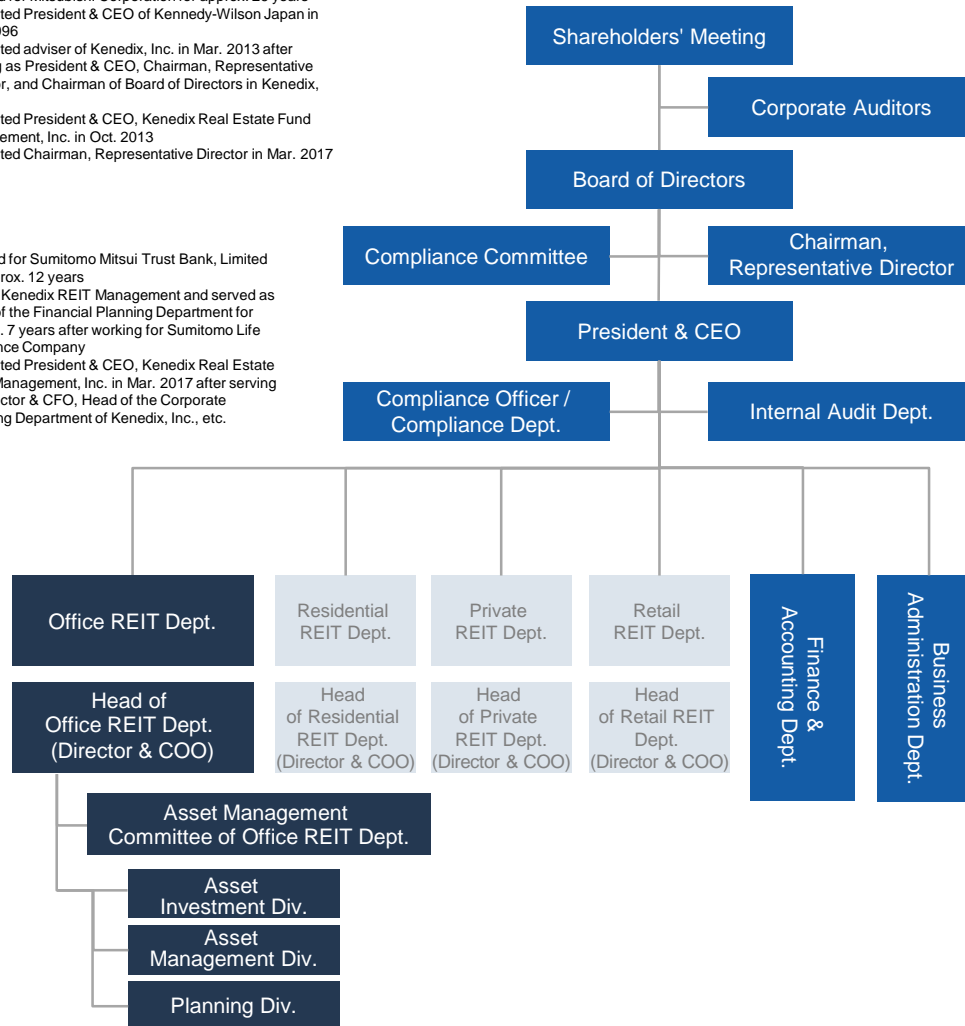 for Mitsubishi Corporation for approx. years
ted President & CEO of Kennedy-Wilson Japan in
996
ted adviser of Kenedix, Inc. in Mar. 2013 after
g as President & CEO, Chairman, Representative
or, and Chairman of Board of Directors in Kenedix,
ted President & CEO, Kenedix Real Estate Fund
ement, Inc. in Oct. 2013
ted Chairman, Representative Director in Mar. 2017
d for Sumitomo Mitsui Trust Bank, Limited
rox. 12 years
Kenedix REIT Management and served as
of the Financial Planning Department for
. 7 years after working for Sumitomo Life
nce Company
ted President & CEO, Kenedix Real Estate
Management, Inc. in Mar. 2017 after serving
ctor & CFO, Head of the Corporate
ng Department of Kenedix, Inc., etc.
Shareholders' Meeting
Corporate Auditors
Board of Directors
Compliance Committee
Chairman,
Representative Director
President & CEO
Compliance Officer /
Compliance Dept.
Internal Audit Dept.
Office REIT Dept.
Residential
REIT Dept.
Private
REIT Dept.
Retail
REIT Dept.
Finance &
Accounting Dept.
Business
Administration Dept.
Head of
Office REIT Dept.
(Director & COO)
Head
of Residential
REIT Dept.
(Director & COO)
Head
of Private
REIT Dept.
(Director & COO)
Head
of Retail REIT
Dept.
(Director & COO)
Asset Management
Committee of Office REIT Dept.
Asset
Investment Div.
Asset
Management Div.
Planning Div.